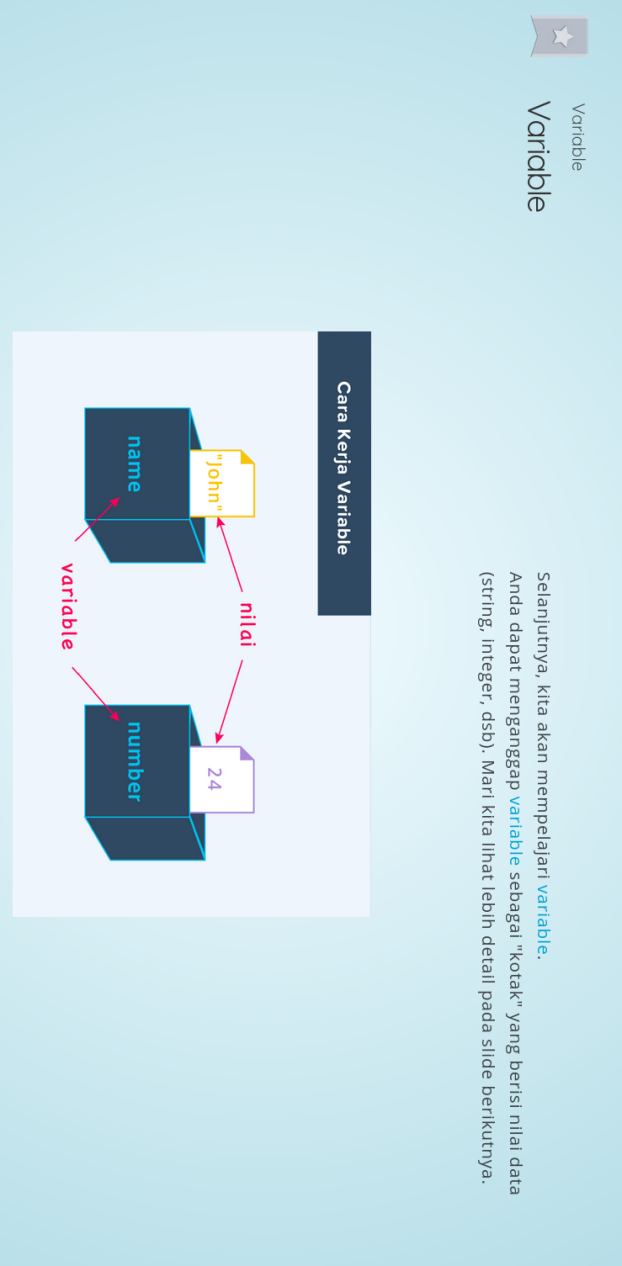 Variable
Variable
Selanjutnya, kita akan mempelajari variable.
Anda dapat menganggap variable sebagai "kotak" yang berisi nilai data
(string, integer, dsb). Mari kita lihat lebih detail pada slide berikutnya.
Cara Kerja Variable
nilai
"John"
24
name
number
variable